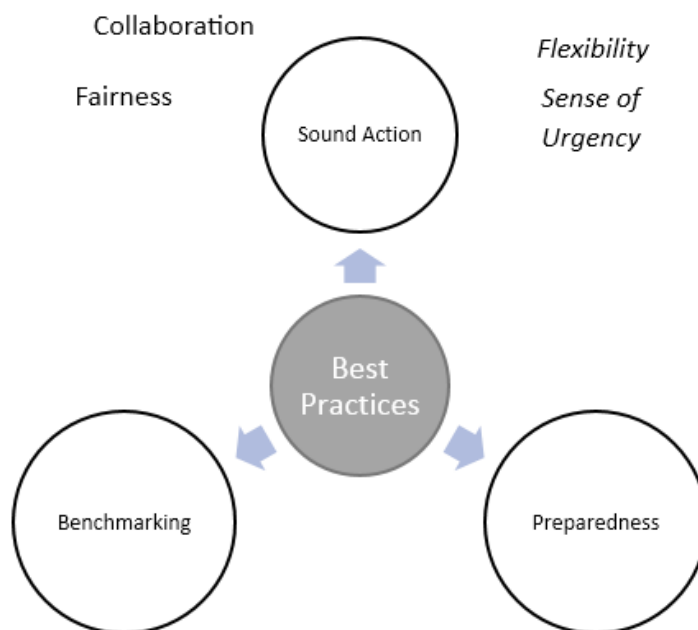 Collaboration
Flexibility
Fairness
Sense of
Urgency
Sound Action
Best
Practices
Benchmarking
Preparedness